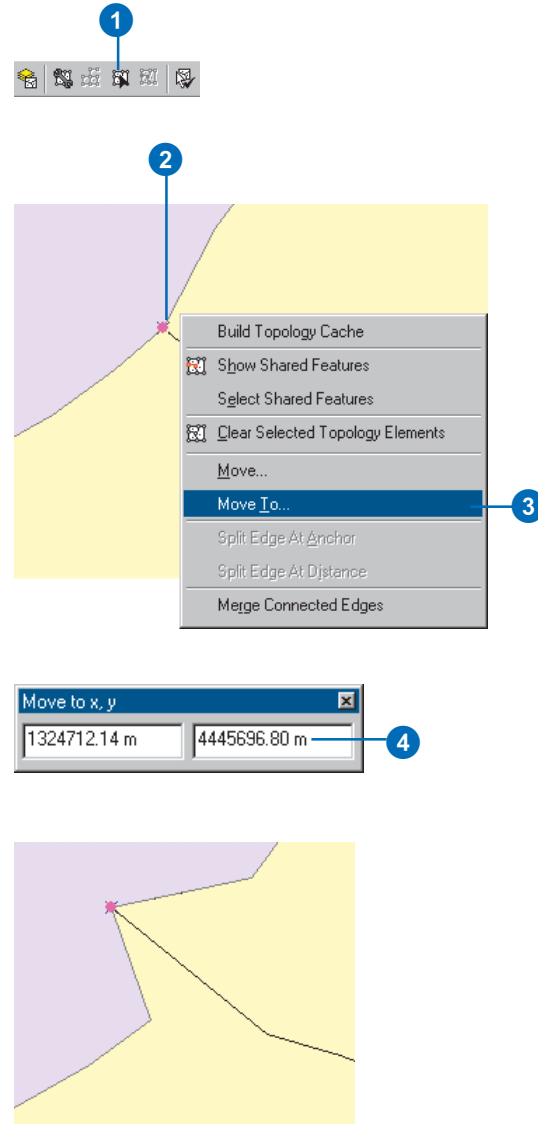 1
2
Build Topology Cache
Show Shared Features
Select Shared Features
Clear Selected Topology Elements
Move...
Move To...
3
Split Edge At Anchor
Split Edge At Distance
Merge Connected Edges
Move to x, y
1324712.14 m
4445696.80 m
4